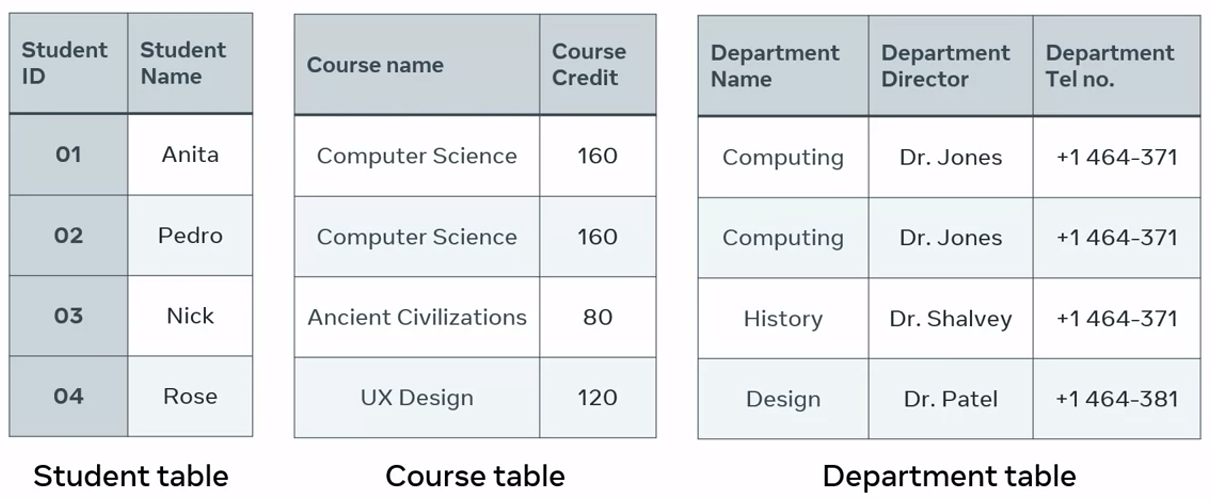 Student ID Student Name
01 Anita
02 Pedro
03 Nick
04 Rose
Student table
Course name Course Credit
Computer Science 160
Computer Science 160
Ancient Civilizations 80
UX Design 120
Course table
Department Name Department Director Department Tel no.
Computing Dr. Jones +1 464-371
Computing Dr. Jones +1 464-371
History Dr. Shalvey +1 464-371
Design Dr. Patel +1 464-381
Department table